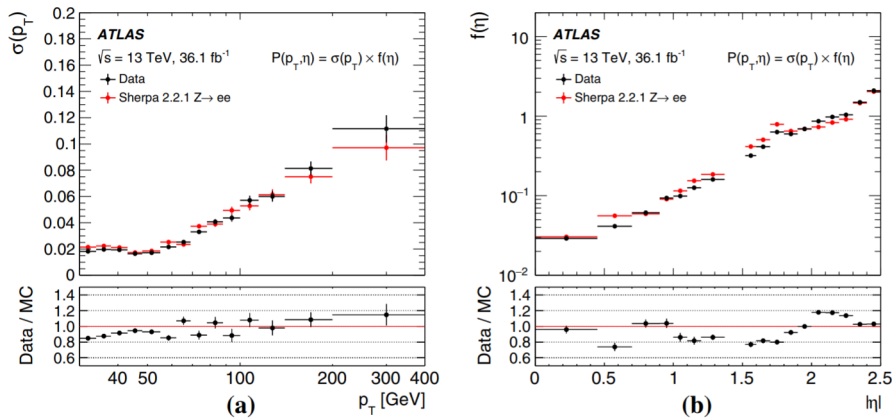 σ(p_T)
0.2
0.18
0.16
0.14
0.12
0.1
0.08
0.06
0.04
0.02
0
ATLAS
√s = 13 TeV, 36.1 fb⁻¹
P(p_T,η) = σ(p_T) × f(η)
Data
Sherpa 2.2.1 Z→ ee
Data / MC
1.4
1.2
1.0
0.8
0.6
40 50 100 200 300 400
p_T [GeV]
(a)
f(η)
10
1
10⁻¹
10⁻²
ATLAS
√s = 13 TeV, 36.1 fb⁻¹
P(p_T,η) = σ(p_T) × f(η)
Data
Sherpa 2.2.1 Z→ ee
Data / MC
1.4
1.2
1.0
0.8
0.6
0 0.5 1 1.5 2 2.5
|η|
(b)